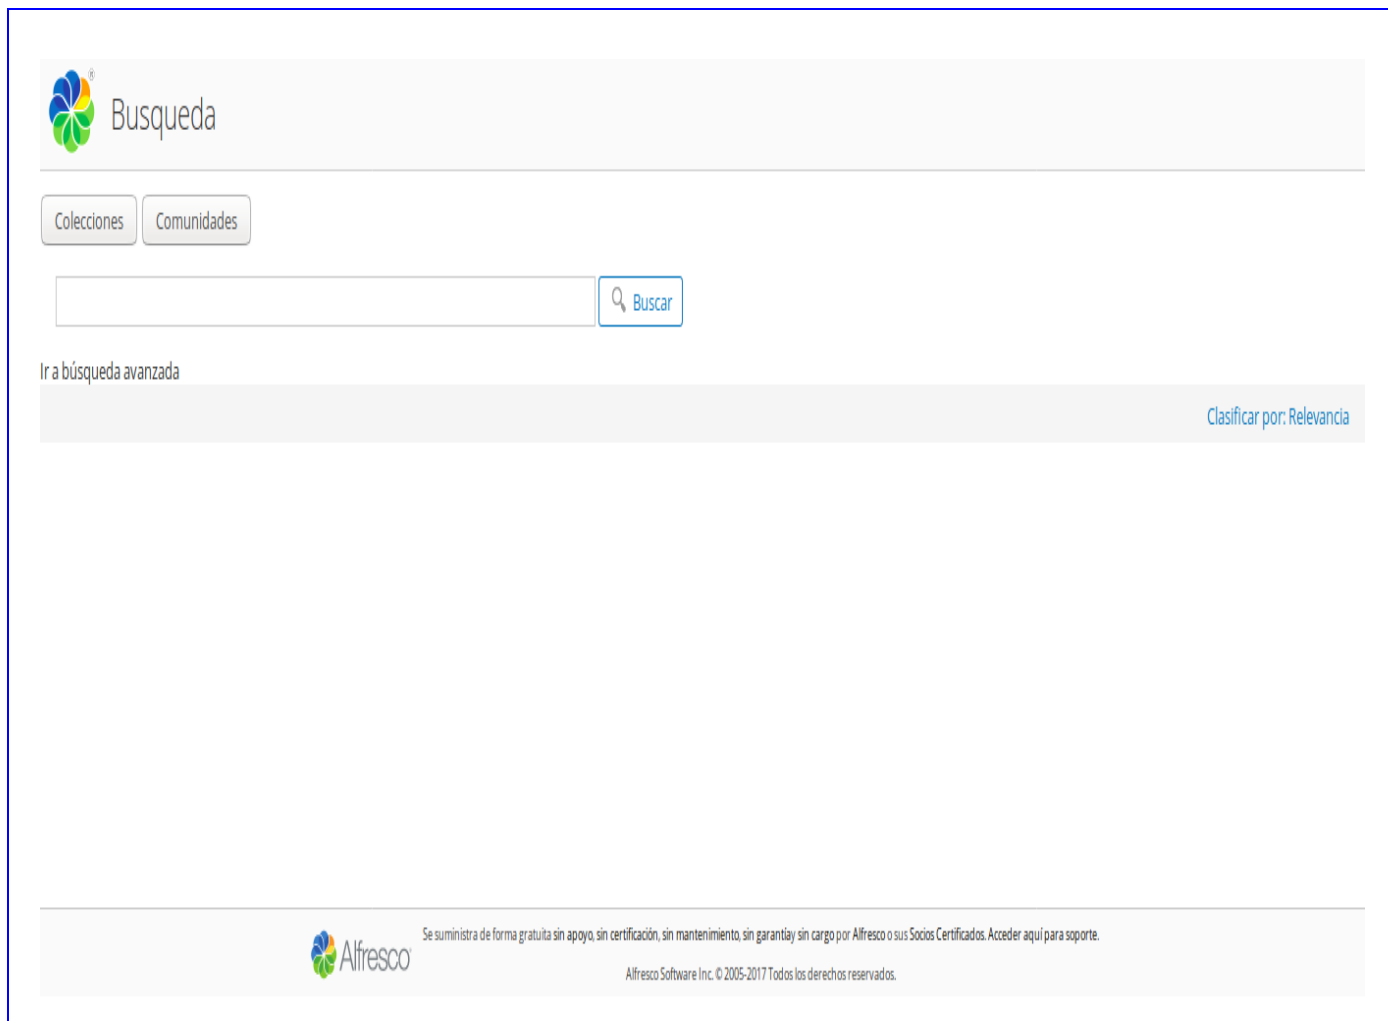 Busqueda
Colecciones Comunidades
Buscar
Ir a búsqueda avanzada
Clasificar por: Relevancia
Alfresco
Se suministra de forma gratuita sin apoyo, sin certificación, sin mantenimiento, sin garantíay sin cargo por Alfresco o sus Socios Certificados. Acceder aquí para soporte.
Alfresco Software Inc. © 2005-2017 Todos los derechos reservados.